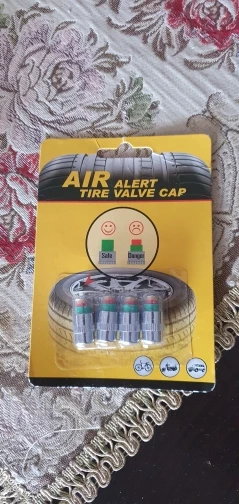 AIR ALERT
TIRE VALVE CAP
Safe Danger